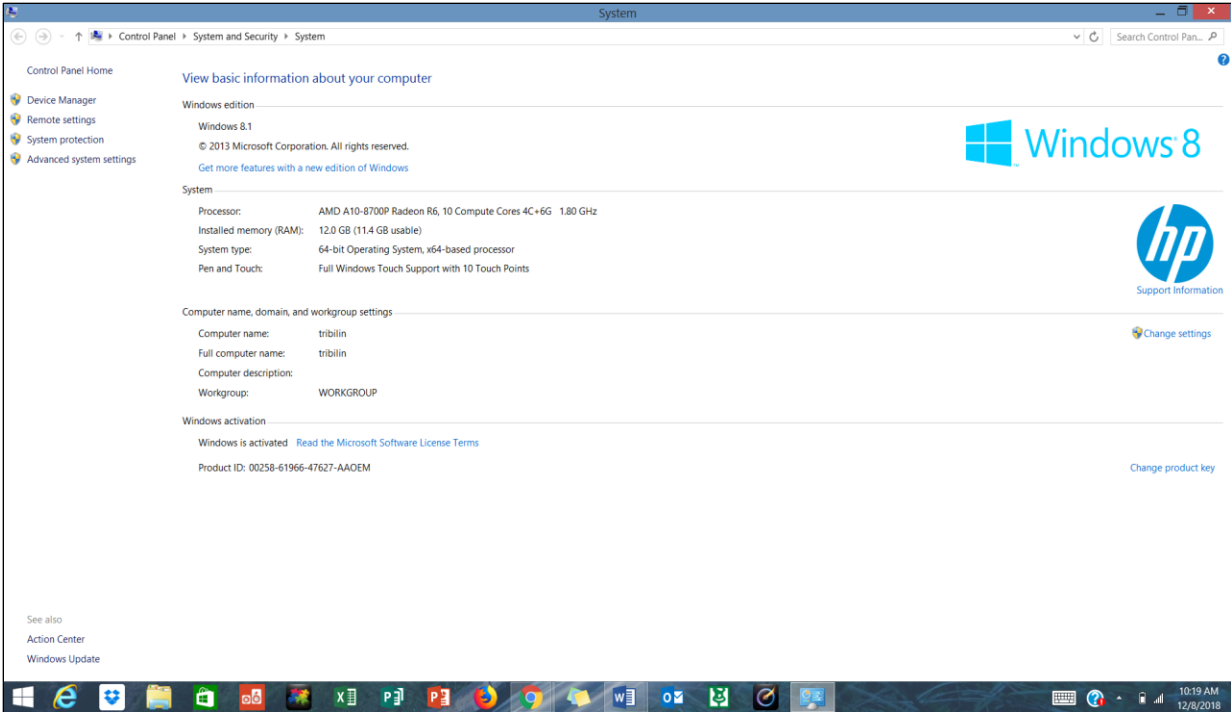 System
Control Panel System and Security System
Search Control Pan...
Control Panel Home
Device Manager
Remote settings
System protection
Advanced system settings
View basic information about your computer
Windows edition
Windows 8.1
© 2013 Microsoft Corporation. All rights reserved.
Get more features with a new edition of Windows
Windows 8
System
Processor: AMD A10-8700P Radeon R6, 10 Compute Cores 4C+6G 1.80 GHz
Installed memory (RAM): 12.0 GB (11.4 GB usable)
System type: 64-bit Operating System, x64-based processor
Pen and Touch: Full Windows Touch Support with 10 Touch Points
hp
Support Information
Computer name, domain, and workgroup settings
Computer name: tribilin
Change settings
Full computer name: tribilin
Computer description:
Workgroup: WORKGROUP
Windows activation
Windows is activated Read the Microsoft Software License Terms
Product ID: 00258-61966-47627-AAOEM
Change product key
See also
Action Center
Windows Update
10:19 AM
12/8/2018